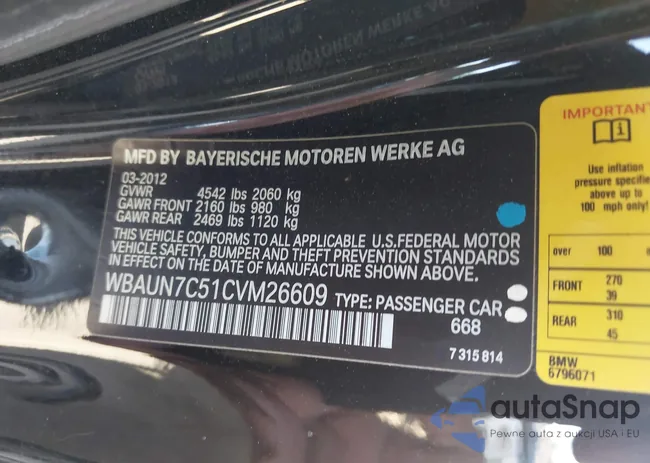 MFD BY BAYERISCHE MOTOREN WERKE AG
03-2012
GVWR 4542 lbs 2060 kg
GAWR FRONT 2160 lbs 980 kg
GAWR REAR 2469 lbs 1120 kg
THIS VEHICLE CONFORMS TO ALL APPLICABLE U.S.FEDERAL MOTOR
VEHICLE SAFETY, BUMPER, AND THEFT PREVENTION STANDARDS
IN EFFECT ON THE DATE OF MANUFACTURE SHOWN ABOVE.
WBAUN7C51CVM26609 TYPE: PASSENGER CAR
668
7 315 814
IMPORTANT
Use inflation
pressure specifie
above up to
100 mph only!
over 100
FRONT 270
39
REAR 310
45
BMW
6796071
autaSnap
Pewne auta z aukcji USA i EU